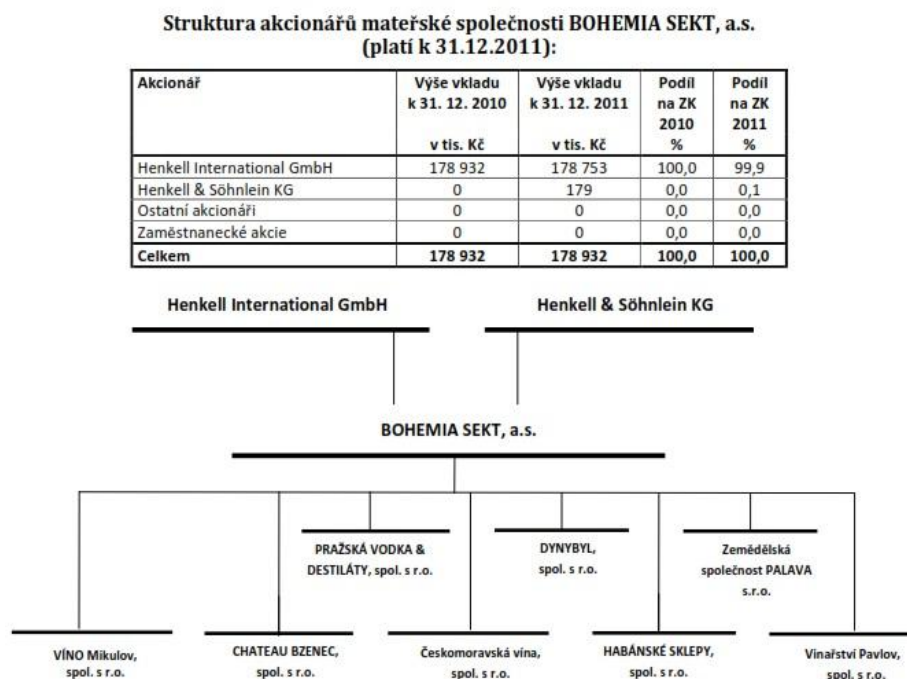 Struktura akcionářů mateřské společnosti BOHEMIA SEKT, a.s.
(platí k 31.12.2011):
Akcionář Výše vkladu k 31. 12. 2010 v tis. Kč Výše vkladu k 31. 12. 2011 v tis. Kč Podíl na ZK 2010 % Podíl na ZK 2011 %
Henkell International GmbH 178 932 178 753 100,0 99,9
Henkell & Söhnlein KG 0 179 0,0 0,1
Ostatní akcionáři 0 0 0,0 0,0
Zaměstnanecké akcie 0 0 0,0 0,0
Celkem 178 932 178 932 100,0 100,0
Henkell International GmbH
Henkell & Söhnlein KG
BOHEMIA SEKT, a.s.
PRAŽSKÁ VODKA &
DESTILÁTY, spol. s r.o.
DYNYBYL,
spol. s r.o.
Zemědělská
společnost PALAVA
s.r.o.
VÍNO Mikulov,
spol. s r.o.
CHATEAU BZENEC,
spol. s r.o.
Českomoravská vína,
spol. s r.o.
HABÁNSKÉ SKLEPY,
spol. s r.o.
Vinařství Pavlov,
spol. s r.o.